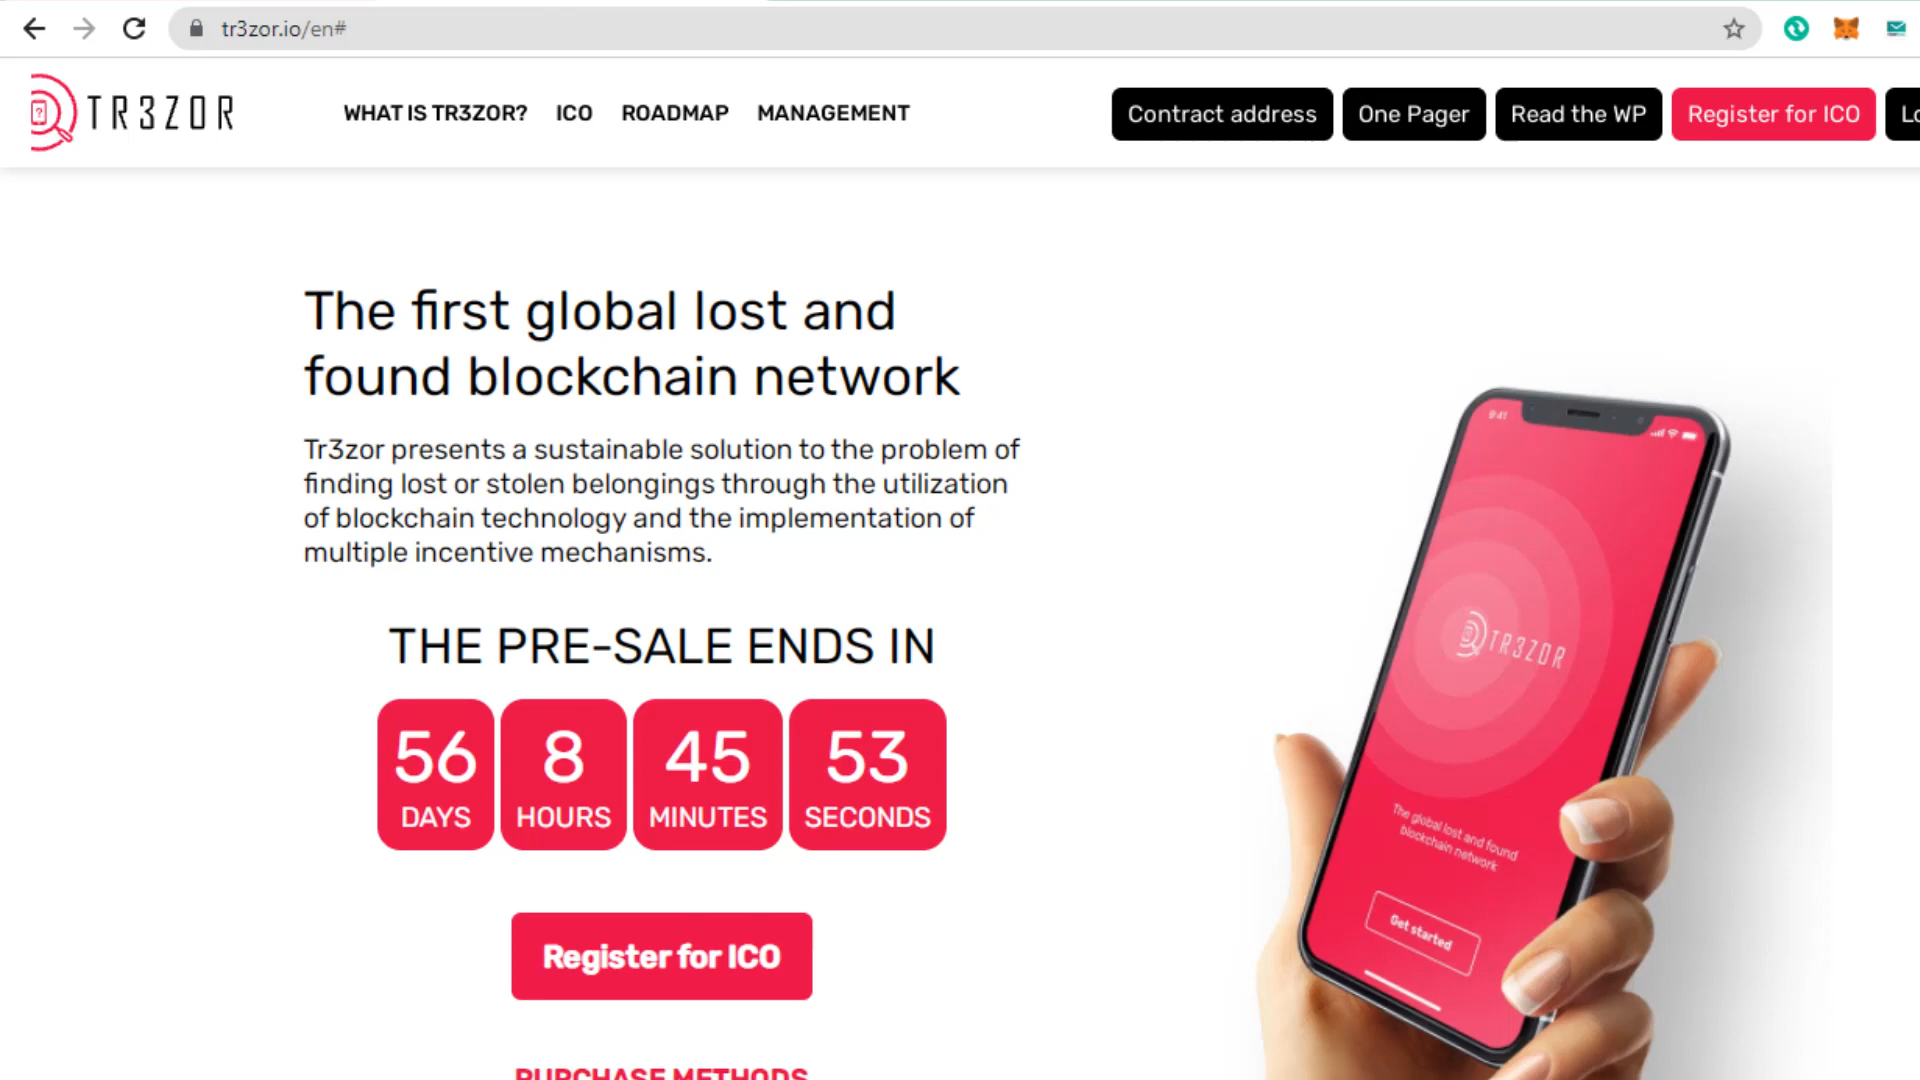 tr3zor.io/en#
TR3ZOR
WHAT IS TR3ZOR? ICO ROADMAP MANAGEMENT
Contract address One Pager Read the WP Register for ICO
The first global lost and
found blockchain network
Tr3zor presents a sustainable solution to the problem of
finding lost or stolen belongings through the utilization
of blockchain technology and the implementation of
multiple incentive mechanisms.
THE PRE-SALE ENDS IN
56 8 45 53
DAYS HOURS MINUTES SECONDS
Register for ICO
PURCHASE METHODS
9:41
TR3ZOR
The global lost and found
blockchain network
Get started